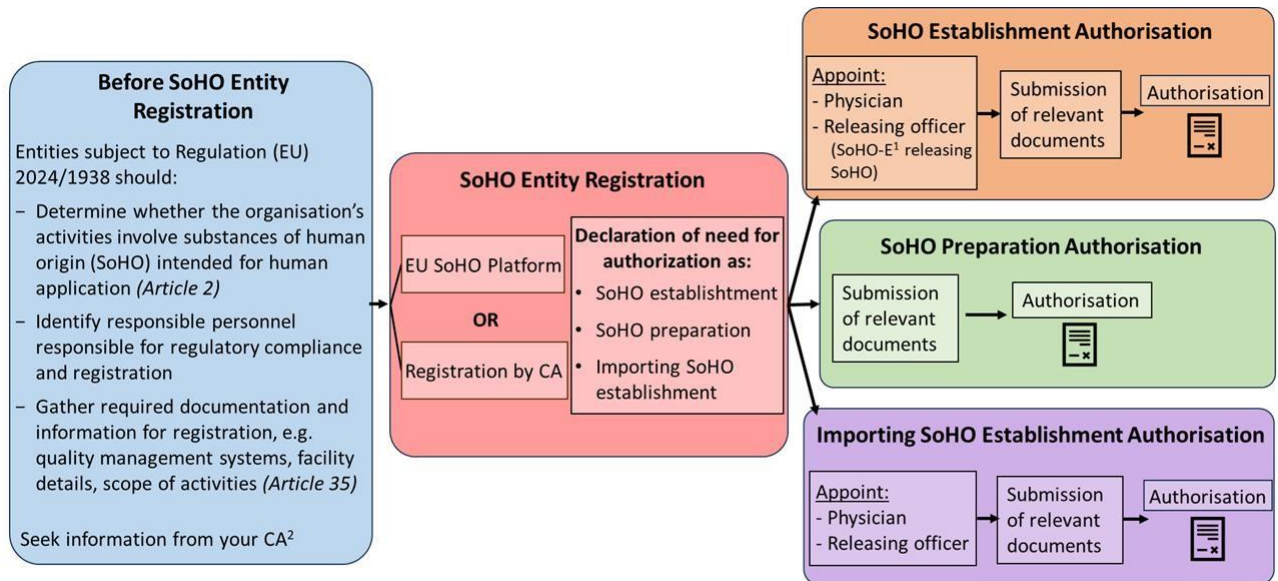 Before SoHO Entity
Registration
Entities subject to Regulation (EU)
2024/1938 should:
− Determine whether the organisation’s
activities involve substances of human
origin (SoHO) intended for human
application (Article 2)
− Identify responsible personnel
responsible for regulatory compliance
and registration
− Gather required documentation and
information for registration, e.g.
quality management systems, facility
details, scope of activities (Article 35)
Seek information from your CA²
SoHO Entity Registration
EU SoHO Platform
OR
Registration by CA
Declaration of need for
authorization as:
• SoHO establishtment
• SoHO preparation
• Importing SoHO
establishment
SoHO Establishment Authorisation
Appoint:
- Physician
- Releasing officer
(SoHO-E¹ releasing
SoHO)
Submission
of relevant
documents
Authorisation
SoHO Preparation Authorisation
Submission
of relevant
documents
Authorisation
Importing SoHO Establishment Authorisation
Appoint:
- Physician
- Releasing officer
Submission
of relevant
documents
Authorisation